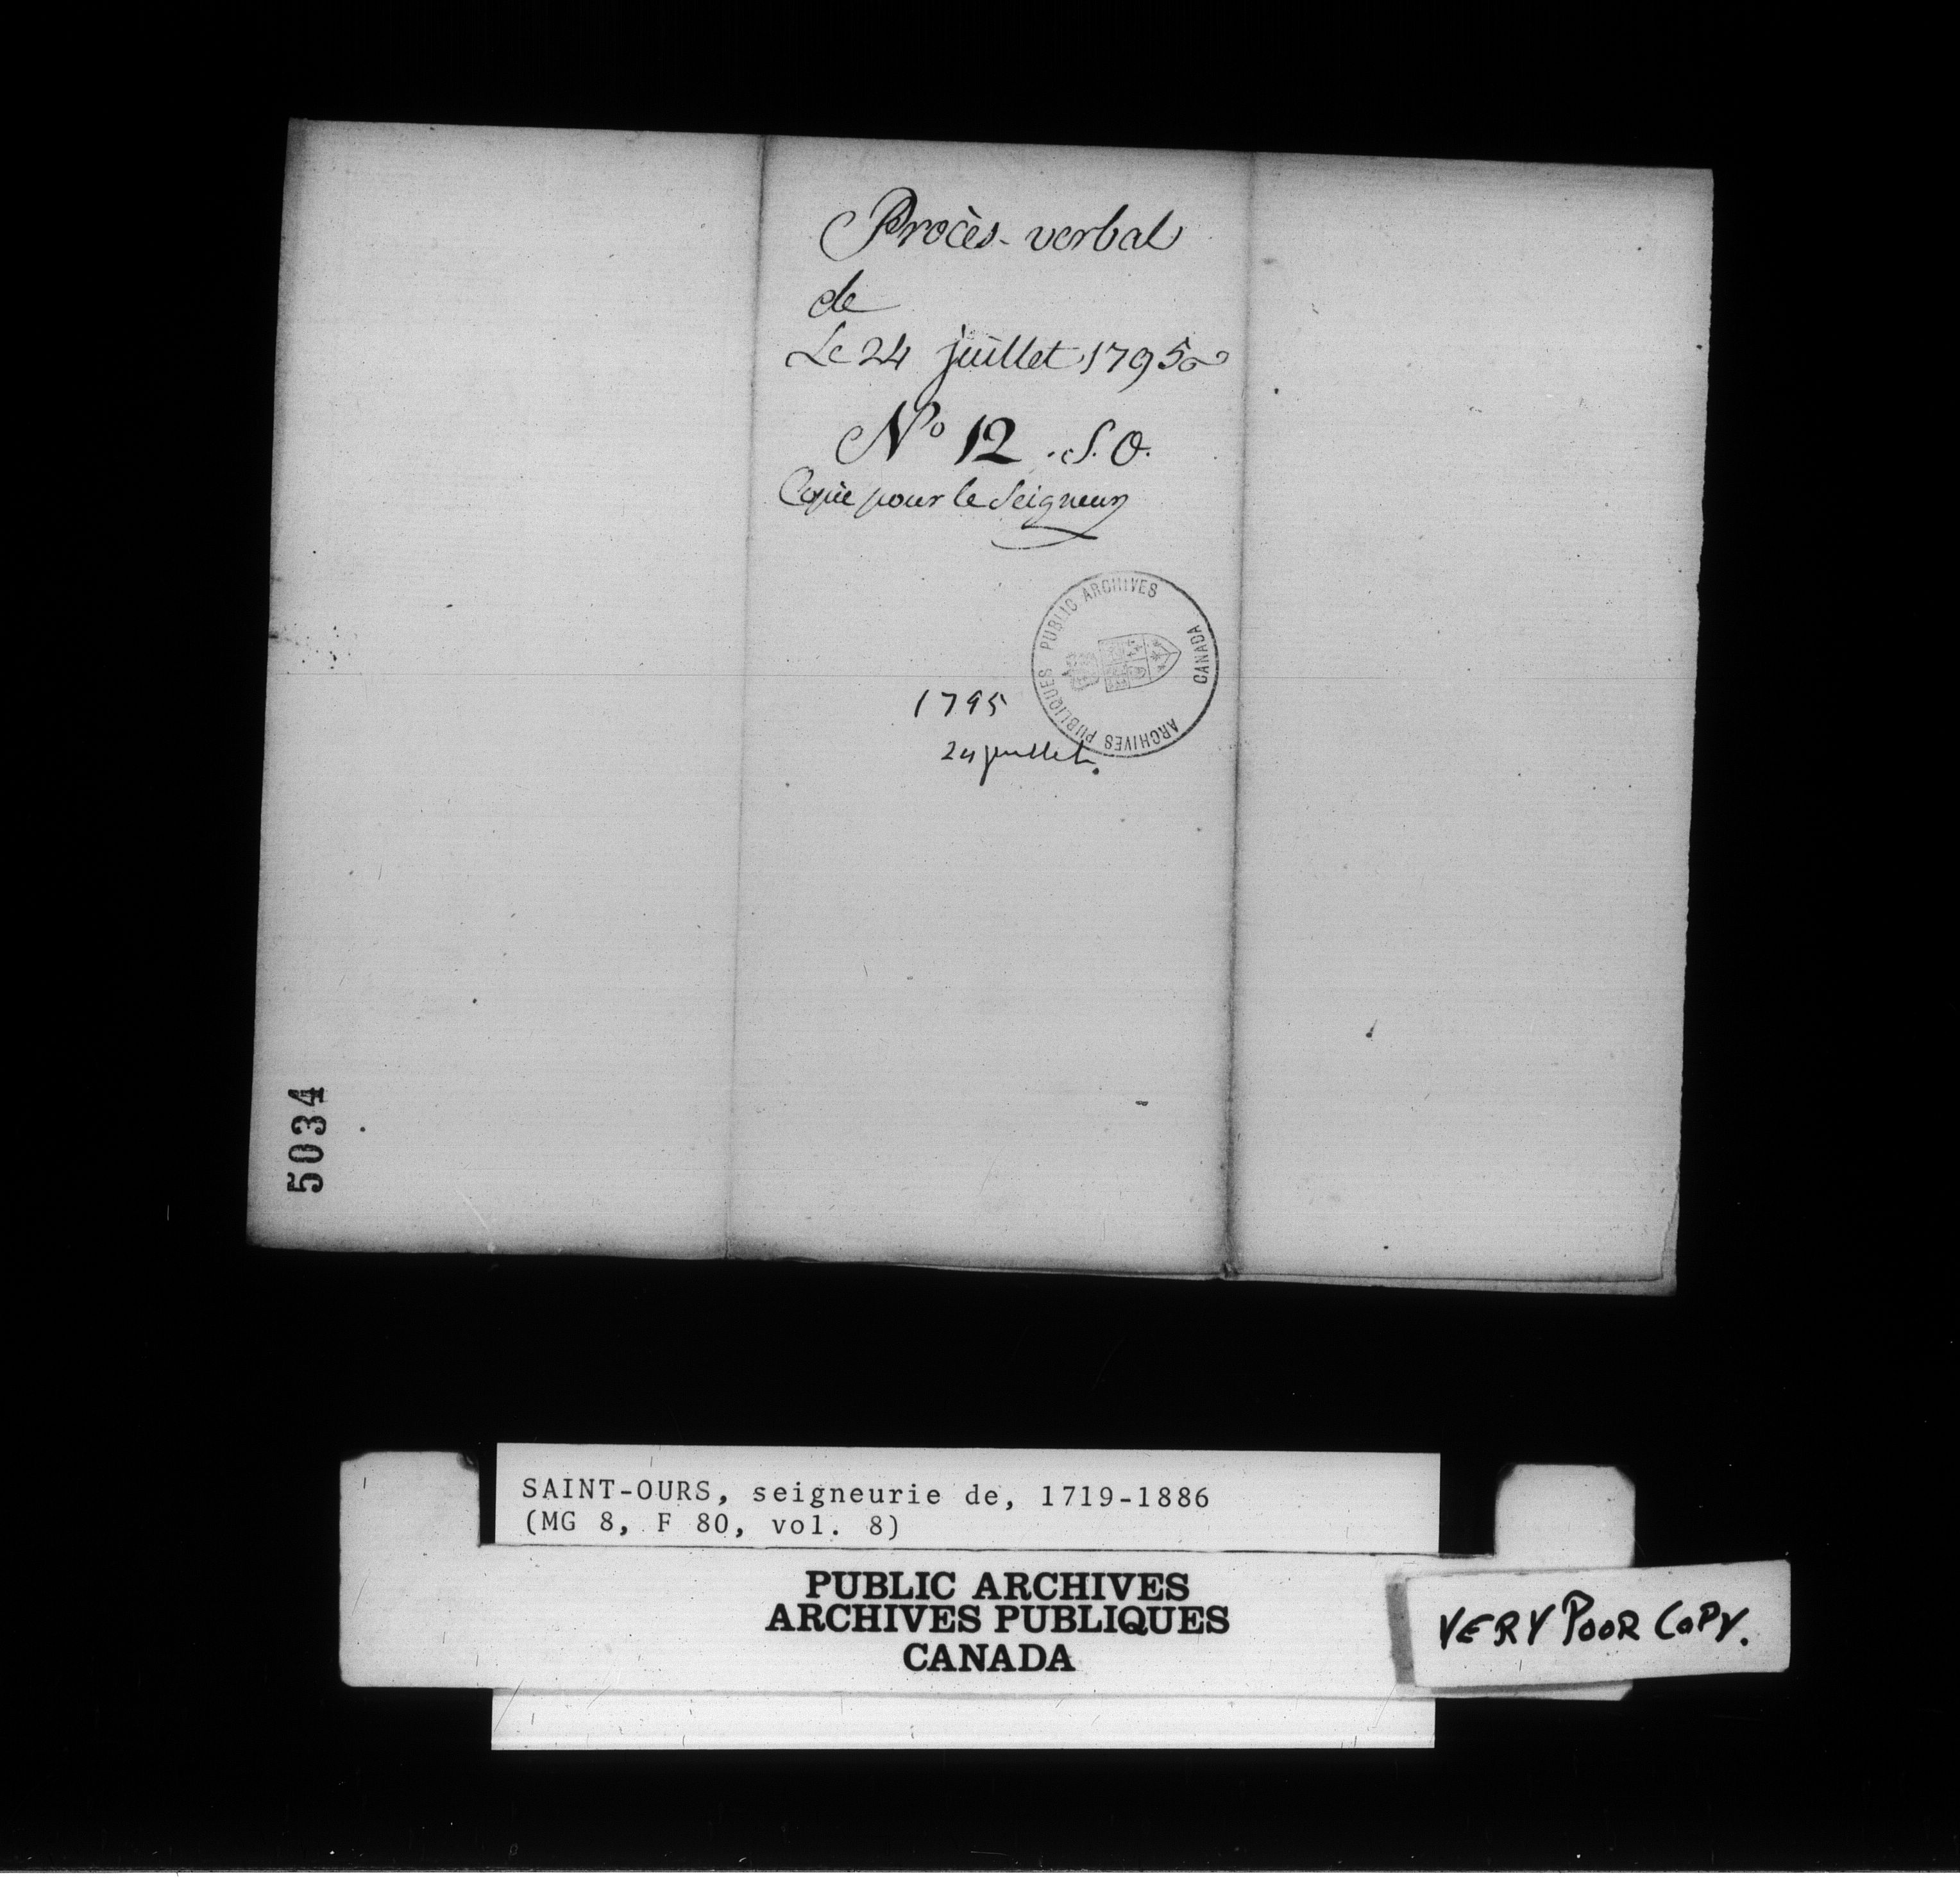 Procès-verbal
de
Le 24 juillet 1795
No 12 . S. O.
Copie pour le Seigneur
PUBLIC ARCHIVES
CANADA
ARCHIVES PUBLIQUES
1795
24 juillet.
5034
SAINT-OURS, seigneurie de, 1719-1886
(MG 8, F 80, vol. 8)
PUBLIC ARCHIVES
ARCHIVES PUBLIQUES
CANADA
VERY POOR COPY.